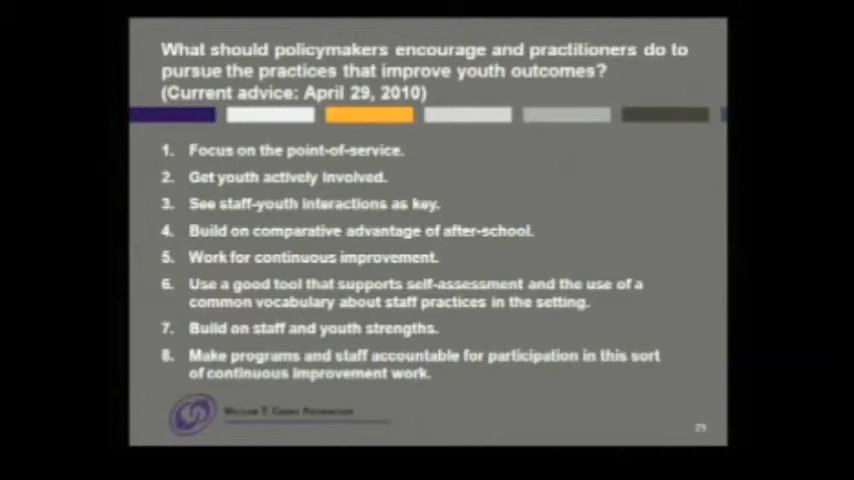 What should policymakers encourage and practitioners do to
pursue the practices that improve youth outcomes?
(Current advice: April 29, 2010)
1. Focus on the point-of-service.
2. Get youth actively involved.
3. See staff-youth interactions as key.
4. Build on comparative advantage of after-school.
5. Work for continuous improvement.
6. Use a good tool that supports self-assessment and the use of a
common vocabulary about staff practices in the setting.
7. Build on staff and youth strengths.
8. Make programs and staff accountable for participation in this sort
of continuous improvement work.
William T. Grant Foundation